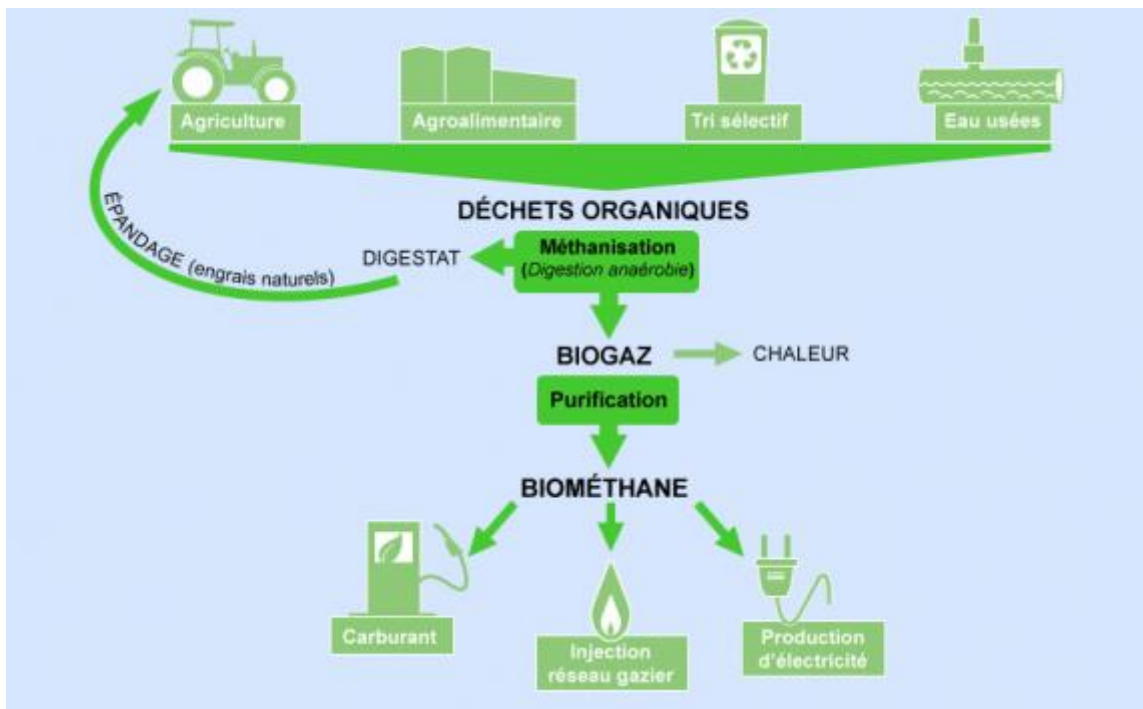 Agriculture
Agroalimentaire
Tri sélectif
Eau usées
DÉCHETS ORGANIQUES
Méthanisation
(Digestion anaérobie)
DIGESTAT
ÉPANDAGE (engrais naturels)
BIOGAZ
CHALEUR
Purification
BIOMÉTHANE
Carburant
Injection
réseau gazier
Production
d'électricité